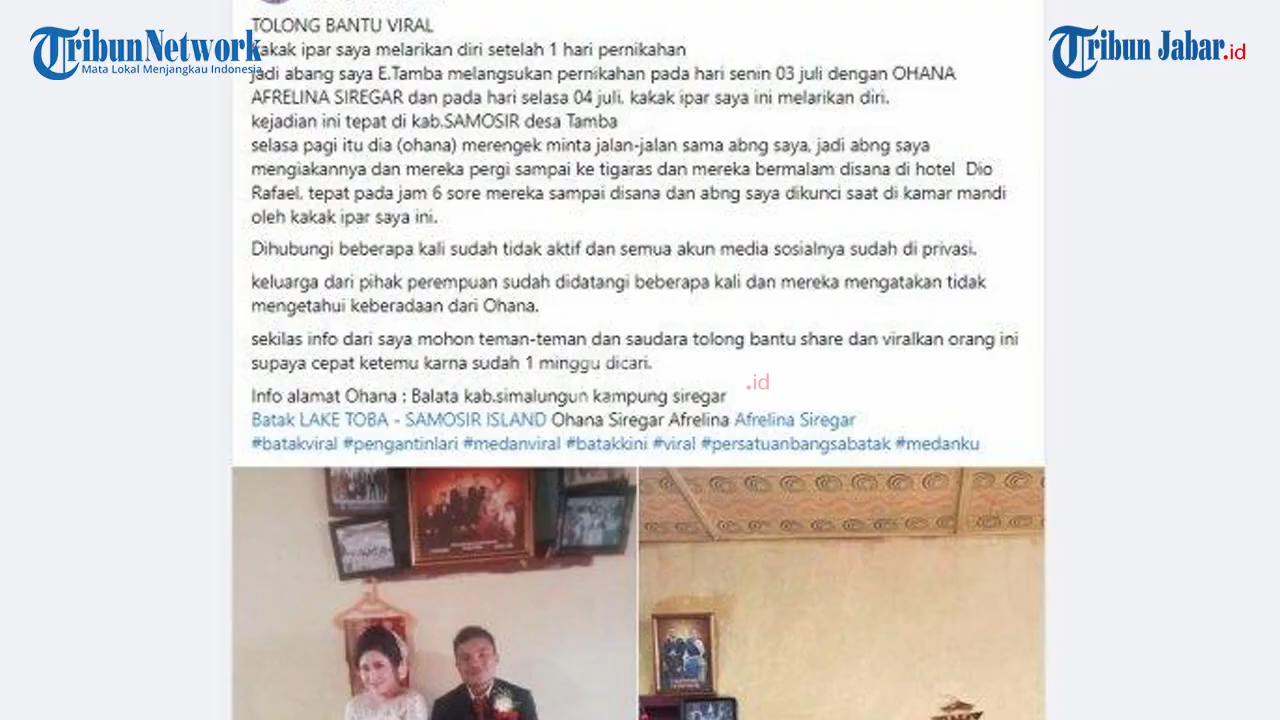 TribunNetwork
Mata Lokal Menjangkau Indonesia
Tribun Jabar.id
TOLONG BANTU VIRAL
kakak ipar saya melarikan diri setelah 1 hari pernikahan
jadi abang saya E.Tamba melangsukan pernikahan pada hari senin 03 juli dengan OHANA
AFRELINA SIREGAR dan pada hari selasa 04 juli. kakak ipar saya ini melarikan diri.
kejadian ini tepat di kab.SAMOSIR desa Tamba
selasa pagi itu dia (ohana) merengek minta jalan-jalan sama abng saya, jadi abng saya
mengiakannya dan mereka pergi sampai ke tigaras dan mereka bermalam disana di hotel Dio
Rafael, tepat pada jam 6 sore mereka sampai disana dan abng saya dikunci saat di kamar mandi
oleh kakak ipar saya ini.
Dihubungi beberapa kali sudah tidak aktif dan semua akun media sosialnya sudah di privasi.
keluarga dari pihak perempuan sudah didatangi beberapa kali dan mereka mengatakan tidak
mengetahui keberadaan dari Ohana.
sekilas info dari saya mohon teman-teman dan saudara tolong bantu share dan viralkan orang ini
supaya cepat ketemu karna sudah 1 minggu dicari.
.id
Info alamat Ohana : Balata kab.simalungun kampung siregar
Batak LAKE TOBA - SAMOSIR ISLAND Ohana Siregar Afrelina Afrelina Siregar
#batakviral #pengantinlari #medanviral #batakkini #viral #persatuanbangsabatak #medanku